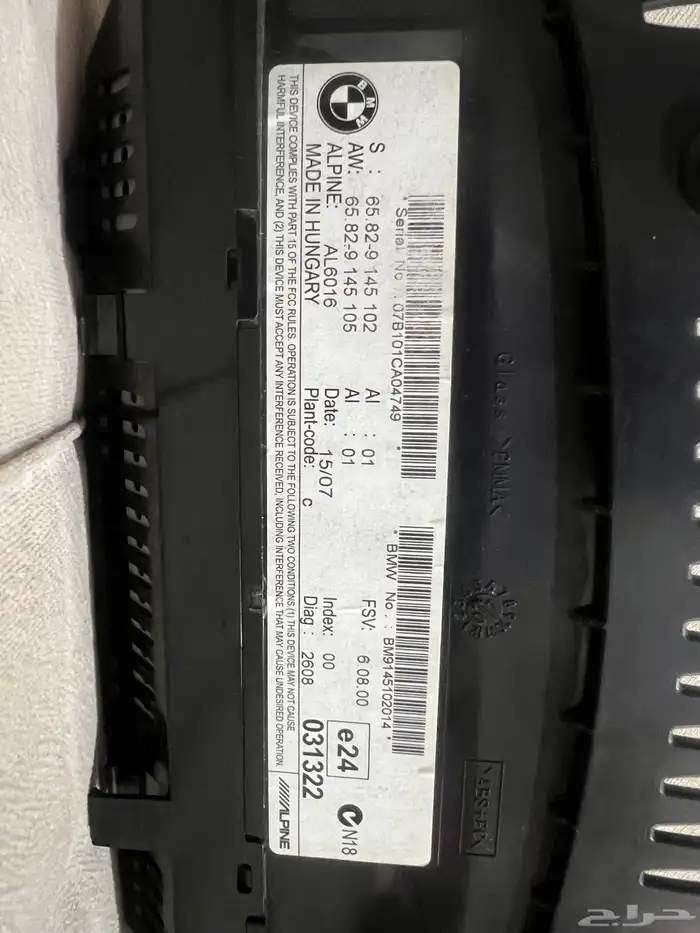 BMW
* Serial No.: 07B101CA04749 *
* BMW No.: BM9145102014 *
S : 65.82-9 145 102 AI : 01 FSV: 6.08.00
AW: 65.82-9 145 105 AI : 01
ALPINE: AL6016 Date: 15/07 Index: 00
MADE IN HUNGARY Plant-code: c Diag: 2608
e24
031322
N18
THIS DEVICE COMPLIES WITH PART 15 OF THE FCC RULES. OPERATION IS SUBJECT TO THE FOLLOWING TWO CONDITIONS.(1) THIS DEVICE MAY NOT CAUSE
HARMFUL INTERFERENCE, AND (2) THIS DEVICE MUST ACCEPT ANY INTERFERENCE RECEIVED, INCLUDING INTERFERENCE THAT MAY CAUSE UNDESIRED OPERATION.
ALPINE
حراج